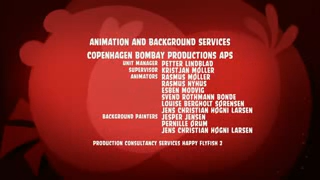 ANIMATION AND BACKGROUND SERVICES
COPENHAGEN BOMBAY PRODUCTIONS APS
UNIT MANAGER PETTER LINDBLAD
SUPERVISOR KRISTJAN MØLLER
ANIMATORS RASMUS MØLLER
RASMUS NYHUS
ESBEN MODVIG
SVEND ROTHMANN BONDE
LOUISE BERGHOLT SØRENSEN
JENS CHRISTIAN HØGNI LARSEN
BACKGROUND PAINTERS JESPER JENSEN
PERNILLE ØRUM
JENS CHRISTIAN HØGNI LARSEN
PRODUCTION CONSULTANCY SERVICES HAPPY FLYFISH 2